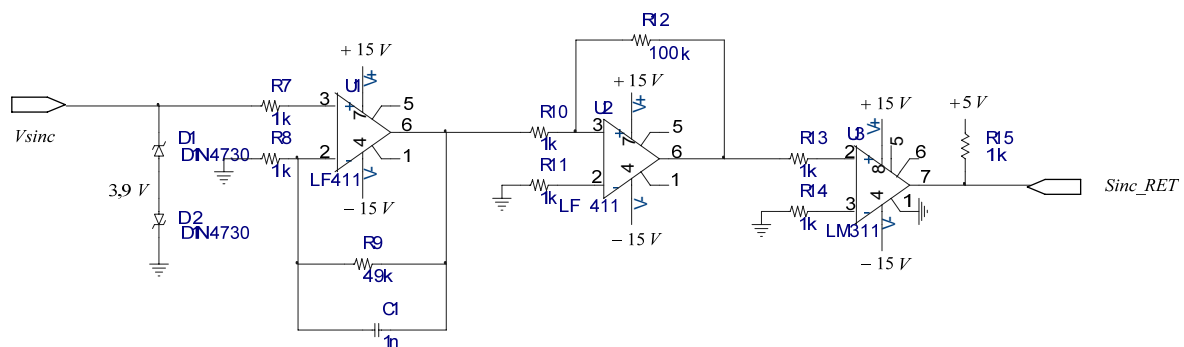 Vsinc
D1
D1N4730
3,9 V
D2
D1N4730
R7
1k
R8
1k
+15 V
U1
V+
3
+
7
5
6
2
-
4
1
V-
LF411
−15 V
R9
49k
C1
1n
R12
100k
+15 V
R10
1k
U2
V+
3
+
7
5
6
R11
1k
2
-
4
1
V-
LF 411
−15 V
R13
1k
+15 V
U3
V+
2
+
8
5
6
7
R14
1k
3
-
4
1
V-
LM311
−15 V
+5 V
R15
1k
Sinc_RET